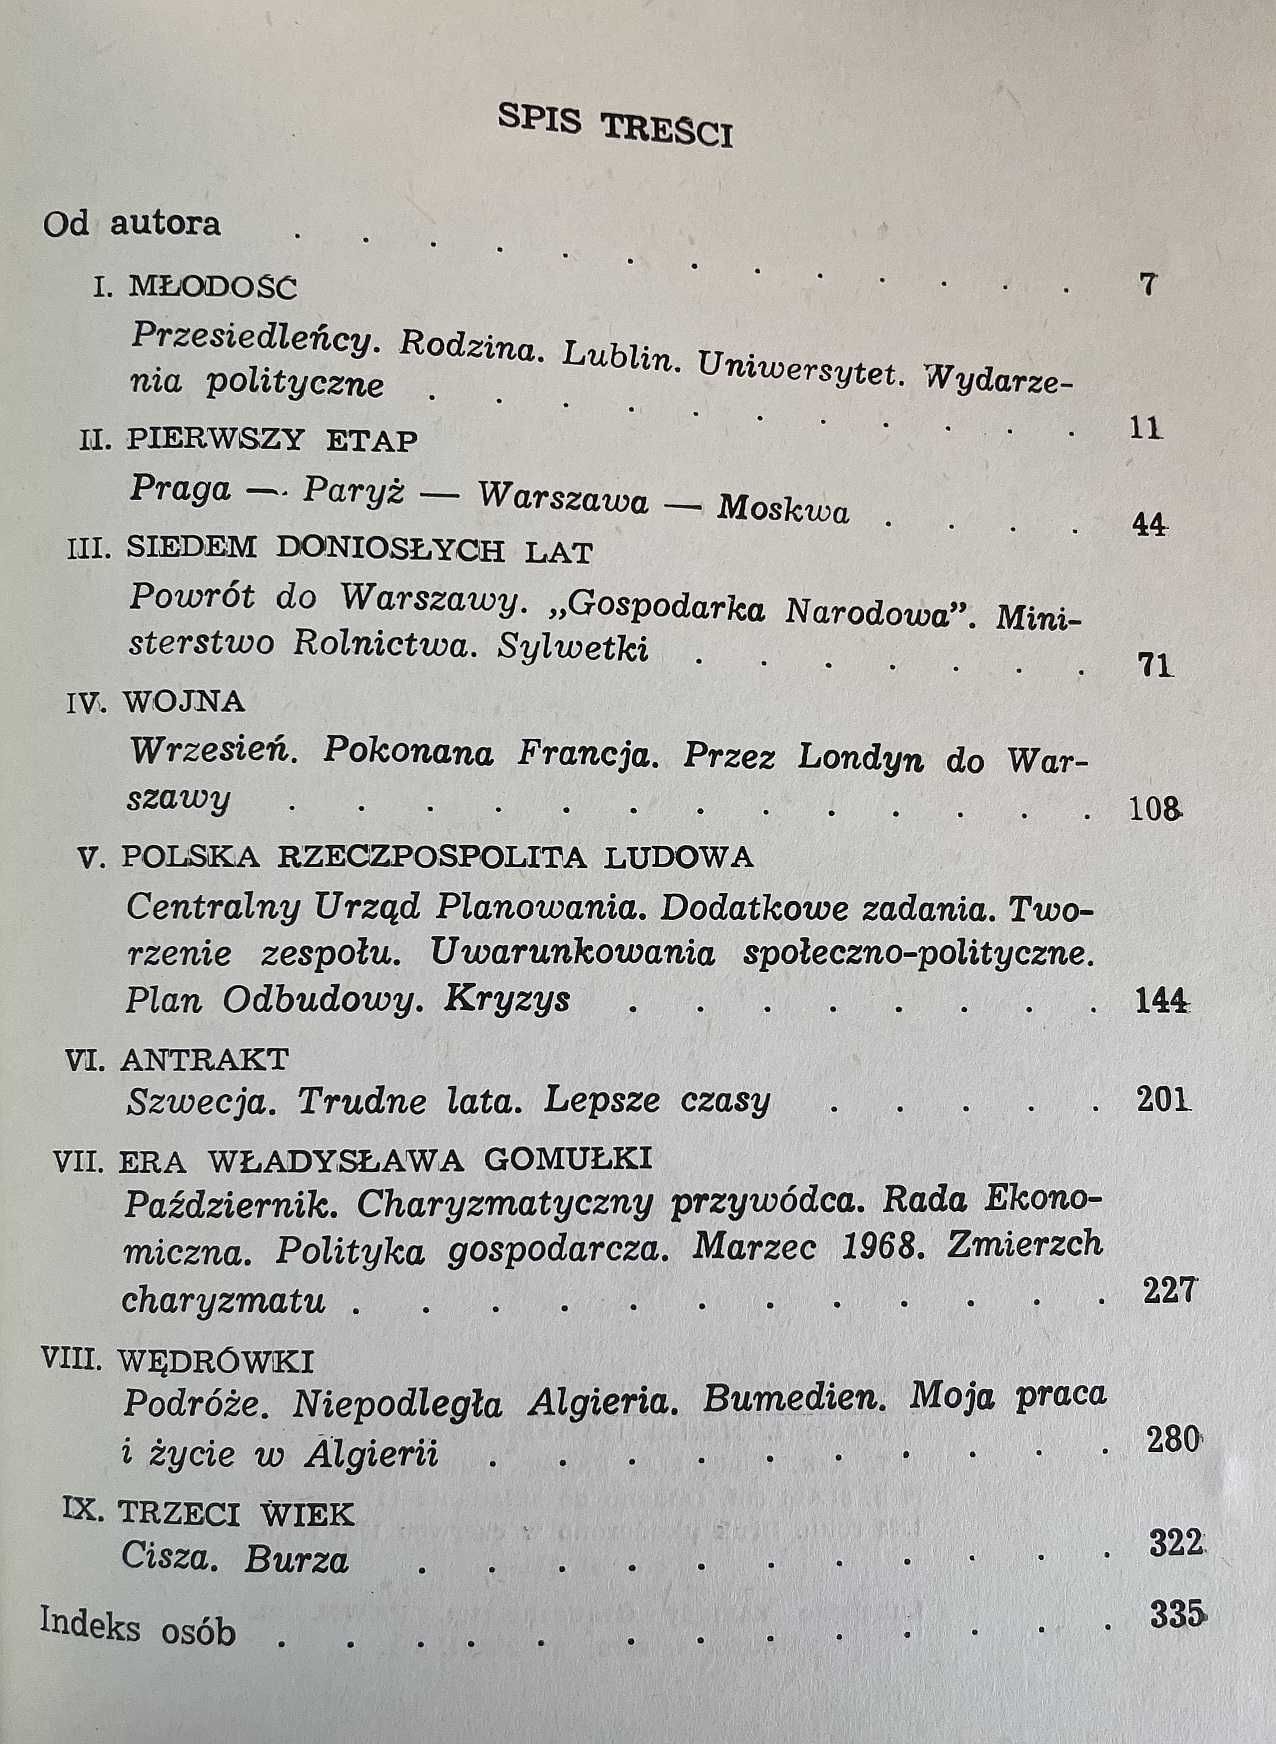 SPIS TREŚCI
Od autora . . . . . . . . . . . . . 7
I. MŁODOŚĆ
Przesiedleńcy. Rodzina. Lublin. Uniwersytet. Wydarze-
nia polityczne . . . . . . . . . . . 11
II. PIERWSZY ETAP
Praga — Paryż — Warszawa — Moskwa . . . . 44
III. SIEDEM DONIOSŁYCH LAT
Powrót do Warszawy. „Gospodarka Narodowa”. Mini-
sterstwo Rolnictwa. Sylwetki . . . . . . . 71
IV. WOJNA
Wrzesień. Pokonana Francja. Przez Londyn do War-
szawy . . . . . . . . . . . . . 108
V. POLSKA RZECZPOSPOLITA LUDOWA
Centralny Urząd Planowania. Dodatkowe zadania. Two-
rzenie zespołu. Uwarunkowania społeczno-polityczne.
Plan Odbudowy. Kryzys . . . . . . . . 144
VI. ANTRAKT
Szwecja. Trudne lata. Lepsze czasy . . . . . 201
VII. ERA WŁADYSŁAWA GOMUŁKI
Październik. Charyzmatyczny przywódca. Rada Ekono-
miczna. Polityka gospodarcza. Marzec 1968. Zmierzch
charyzmatu . . . . . . . . . . . . 227
VIII. WĘDRÓWKI
Podróże. Niepodległa Algieria. Bumedien. Moja praca
i życie w Algierii . . . . . . . . . . 280
IX. TRZECI WIEK
Cisza. Burza . . . . . . . . . . . 322
Indeks osób . . . . . . . . . . . . . 335